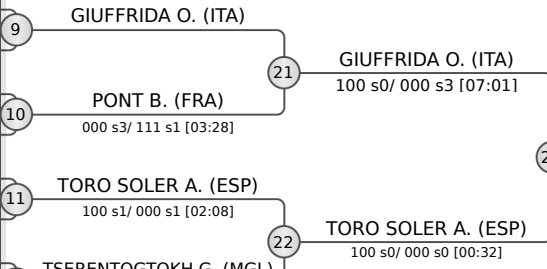 GIUFFRIDA O. (ITA)
9
21
GIUFFRIDA O. (ITA)
100 s0/ 000 s3 [07:01]
PONT B. (FRA)
10
000 s3/ 111 s1 [03:28]
TORO SOLER A. (ESP)
11
100 s1/ 000 s1 [02:08]
22
TORO SOLER A. (ESP)
100 s0/ 000 s0 [00:32]
TSERENTOGTOKH G. (MGL)